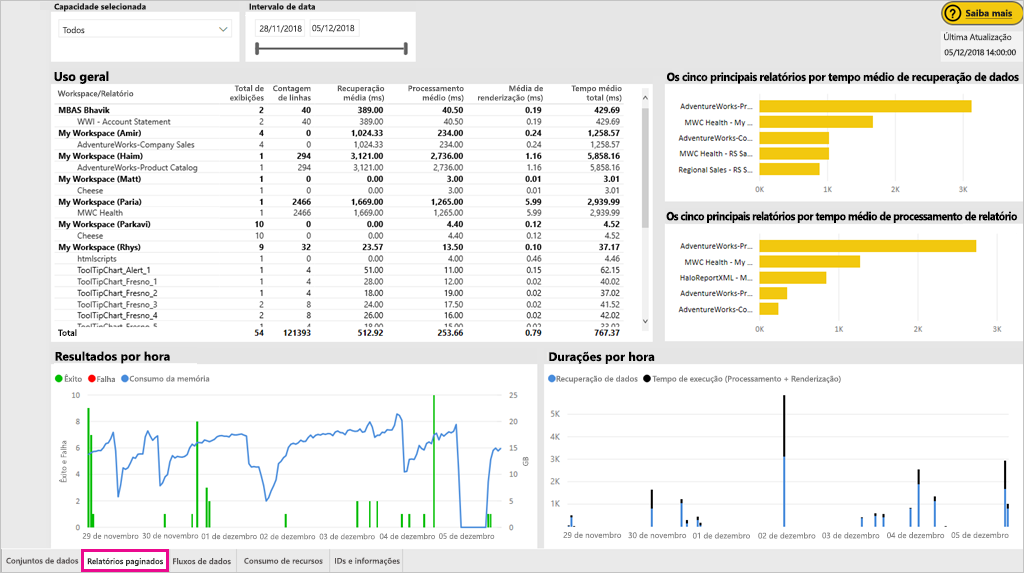 Capacidade selecionada
Todos
Intervalo de data
28/11/2018 05/12/2018
Saiba mais
Última Atualização
05/12/2018 14:00:00
Uso geral
Workspace/Relatório Total de exibições Contagem de linhas Recuperação média (ms) Processamento médio (ms) Média de renderização (ms) Tempo médio total (ms)
MBAS Bhavik 2 40 389.00 40.50 0.19 429.69
WWI - Account Statement 2 40 389.00 40.50 0.19 429.69
My Workspace (Amir) 4 0 1,024.33 234.00 0.24 1,258.57
AdventureWorks-Company Sales 4 0 1,024.33 234.00 0.24 1,258.57
My Workspace (Haim) 1 294 3,121.00 2,736.00 1.16 5,858.16
AdventureWorks-Product Catalog 1 294 3,121.00 2,736.00 1.16 5,858.16
My Workspace (Matt) 1 0 0.00 3.00 0.01 3.01
Cheese 1 0 0.00 3.00 0.01 3.01
My Workspace (Paria) 1 2466 1,669.00 1,265.00 5.99 2,939.99
MWC Health 1 2466 1,669.00 1,265.00 5.99 2,939.99
My Workspace (Parkavi) 10 0 0.00 4.40 0.12 4.52
Cheese 10 0 0.00 4.40 0.12 4.52
My Workspace (Rhys) 9 32 23.57 13.50 0.10 37.17
htmlscripts 1 0 0.00 4.00 0.46 4.46
ToolTipChart_Alert_1 1 4 51.00 11.00 0.15 62.15
ToolTipChart_Fresno_1 1 4 28.00 12.00 0.02 40.02
ToolTipChart_Fresno_2 1 4 18.00 19.00 0.02 37.02
ToolTipChart_Fresno_3 2 8 24.00 17.50 0.02 41.52
ToolTipChart_Fresno_4 2 8 26.00 16.00 0.02 42.02
Total 54 121393 512.92 253.66 0.79 767.37
Os cinco principais relatórios por tempo médio de recuperação de dados
AdventureWorks-Pr...
MWC Health - My ...
AdventureWorks-Co...
MWC Health - RS Sa...
Regional Sales - RS S...
0K 1K 2K 3K
Os cinco principais relatórios por tempo médio de processamento de relatório
AdventureWorks-Pr...
MWC Health - My ...
HaloReportXML - M...
AdventureWorks-Pr...
AdventureWorks-Co...
0K 1K 2K 3K
Resultados por hora
Êxito Falha Consumo da memória
Êxito e Falha
10
8
6
4
2
0
25
20
15
10
5
0
GB
29 de novembro 30 de novembro 01 de dezembro 02 de dezembro 03 de dezembro 04 de dezembro 05 de dezembro
Durações por hora
Recuperação de dados Tempo de execução (Processamento + Renderização)
5K
4K
3K
2K
1K
29 de novembro 30 de novembro 01 de dezembro 02 de dezembro 03 de dezembro 04 de dezembro 05 de dezembro
Conjuntos de dados Relatórios paginados Fluxos de dados Consumo de recursos IDs e informações